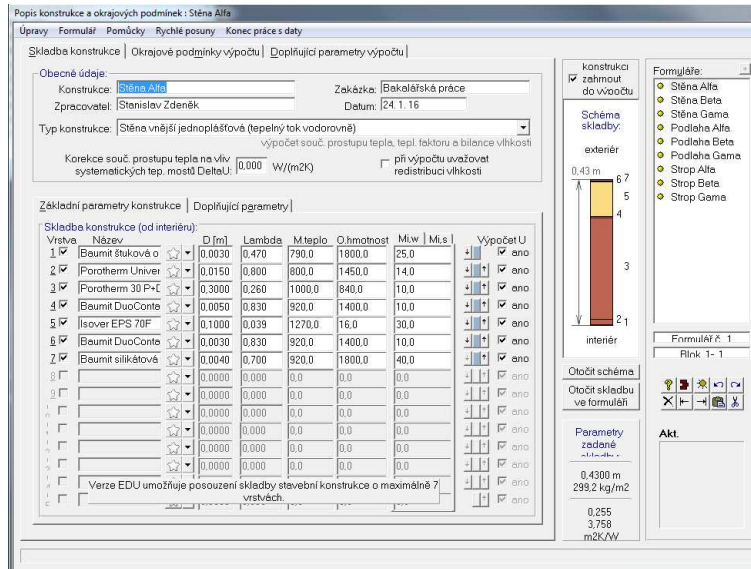 Popis konstrukce a okrajových podmínek : Stěna Alfa
Úpravy Formulář Pomůcky Rychlé posuny Konec práce s daty
Skladba konstrukce Okrajové podmínky výpočtu Doplňující parametry výpočtu
Obecné údaje:
Konstrukce: Stěna Alfa Zakázka: Bakalářská práce
Zpracovatel: Stanislav Zdeněk Datum: 24. 1. 16
Typ konstrukce: Stěna vnější jednoplášťová (tepelný tok vodorovně)
výpočet souč. prostupu tepla, tepl. faktoru a bilance vlhkosti
Korekce souč. prostupu tepla na vliv
systematických tep. mostů DeltaU: 0,000 W/(m2K)
při výpočtu uvažovat
redistribuci vlhkosti
Základní parametry konstrukce Doplňující parametry
Skladba konstrukce (od interiéru):
Vrstva Název D [m] Lambda M.teplo O.hmotnost Mi,w Mi,s Výpočet U
1 Baumit štuková o 0,0030 0,470 790,0 1800,0 25,0 ano
2 Porotherm Univer 0,0150 0,800 800,0 1450,0 14,0 ano
3 Porotherm 30 P+D 0,3000 0,260 1000,0 840,0 10,0 ano
4 Baumit DuoConta 0,0050 0,830 920,0 1400,0 10,0 ano
5 Isover EPS 70F 0,1000 0,039 1270,0 16,0 30,0 ano
6 Baumit DuoConta 0,0030 0,830 920,0 1400,0 10,0 ano
7 Baumit silikátová 0,0040 0,700 920,0 1800,0 40,0 ano
8 0,0000 0,000 0,0 0,0 0,0 ano
9 0,0000 0,000 0,0 0,0 0,0 ano
0,0000 0,000 0,0 0,0 0,0 ano
0,0000 0,000 0,0 0,0 0,0 ano
0,0000 0,000 0,0 0,0 0,0 ano
0,0000 0,000 0,0 0,0 0,0 ano
ano
Verze EDU umožňuje posouzení skladby stavební konstrukce o maximálně 7
vrstvách.
ano
konstrukci
zahrnout
do výpočtu
Schéma
skladby:
exteriér
0,43 m
6 7
5
4
3
2 1
interiér
Otočit schéma
Otočit skladbu
ve formuláři
Parametry
zadané
skladby:
0,4300 m
299,2 kg/m2
0,255
3,758
m2K/W
Formuláře:
Stěna Alfa
Stěna Beta
Stěna Gama
Podlaha Alfa
Podlaha Beta
Podlaha Gama
Strop Alfa
Strop Beta
Strop Gama
Formulář č. 1
Blok 1- 1
Akt.